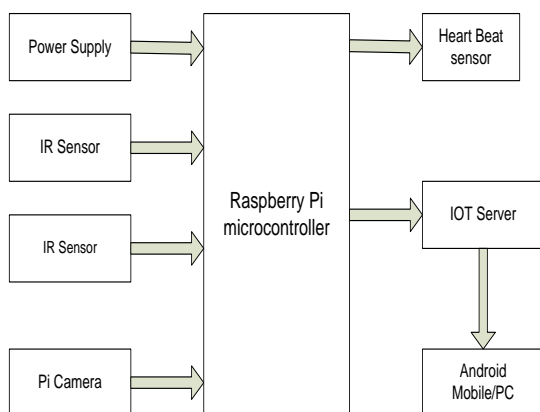 Power Supply
IR Sensor
IR Sensor
Pi Camera
Raspberry Pi
microcontroller
Heart Beat
sensor
IOT Server
Android
Mobile/PC